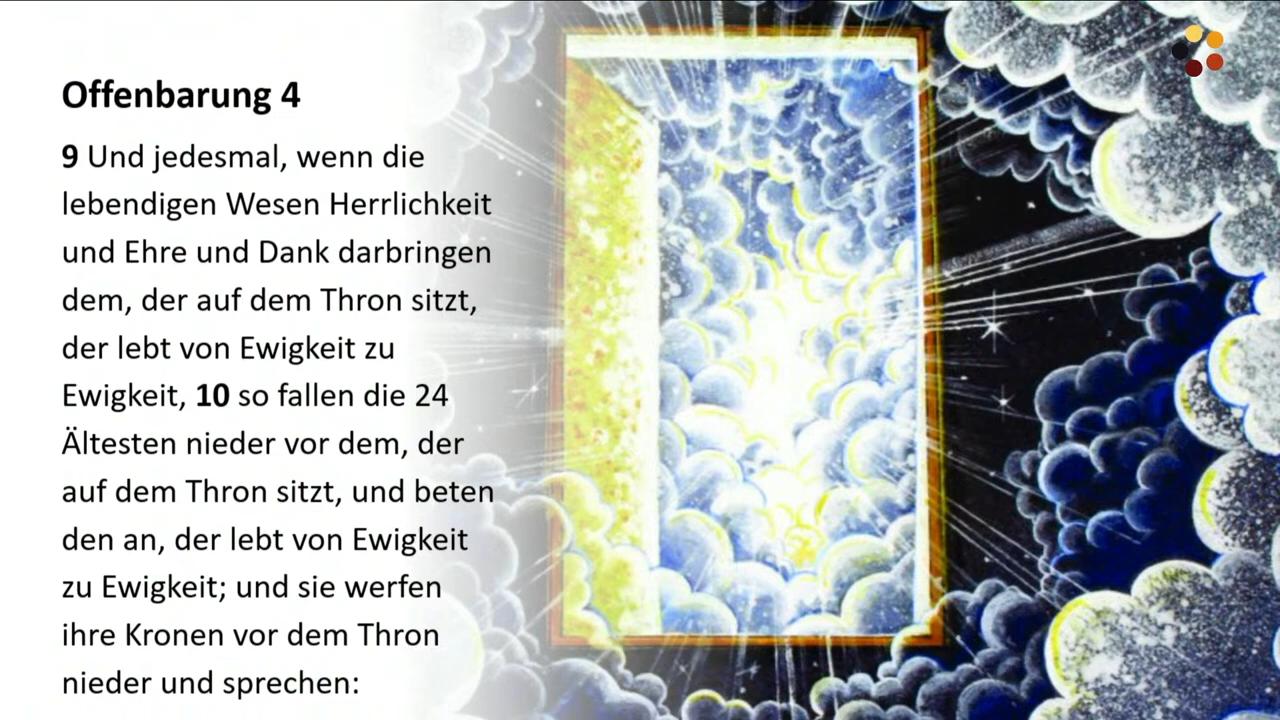 Offenbarung 4
9 Und jedesmal, wenn die
lebendigen Wesen Herrlichkeit
und Ehre und Dank darbringen
dem, der auf dem Thron sitzt,
der lebt von Ewigkeit zu
Ewigkeit, 10 so fallen die 24
Ältesten nieder vor dem, der
auf dem Thron sitzt, und beten
den an, der lebt von Ewigkeit
zu Ewigkeit; und sie werfen
ihre Kronen vor dem Thron
nieder und sprechen: